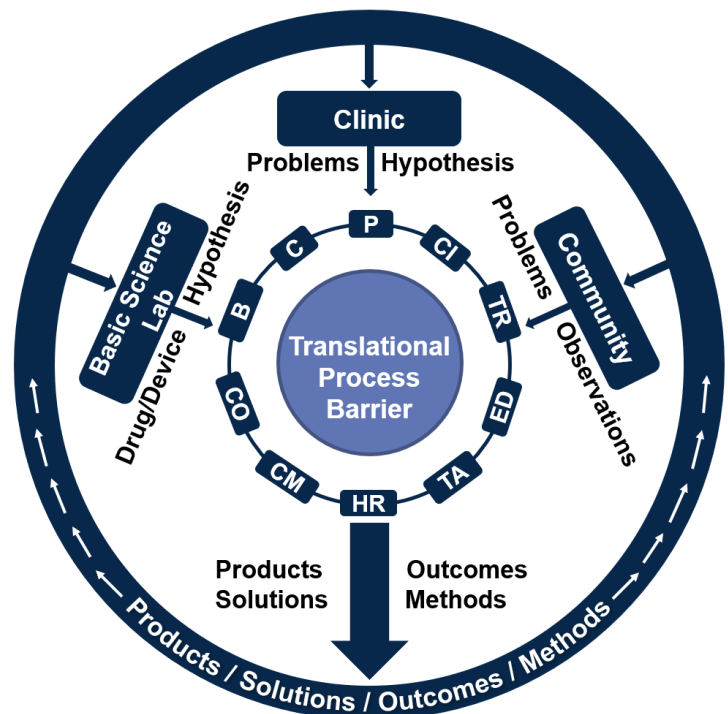 Clinic
Problems
Hypothesis
Basic Science
Lab
Hypothesis
Drug/Device
Problems
Community
Observations
P
CI
TR
ED
TA
HR
CM
CO
B
C
Translational
Process
Barrier
Products
Solutions
Outcomes
Methods
Products / Solutions / Outcomes / Methods